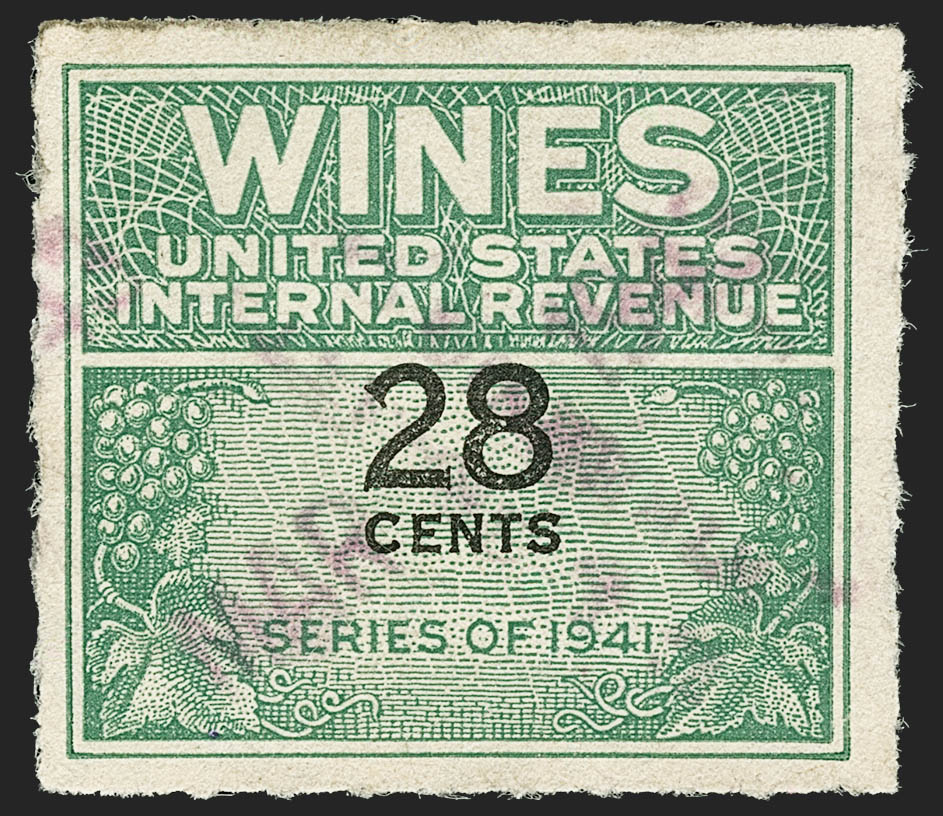 WINES
UNITED STATES
INTERNAL REVENUE
28
CENTS
SERIES OF 1941